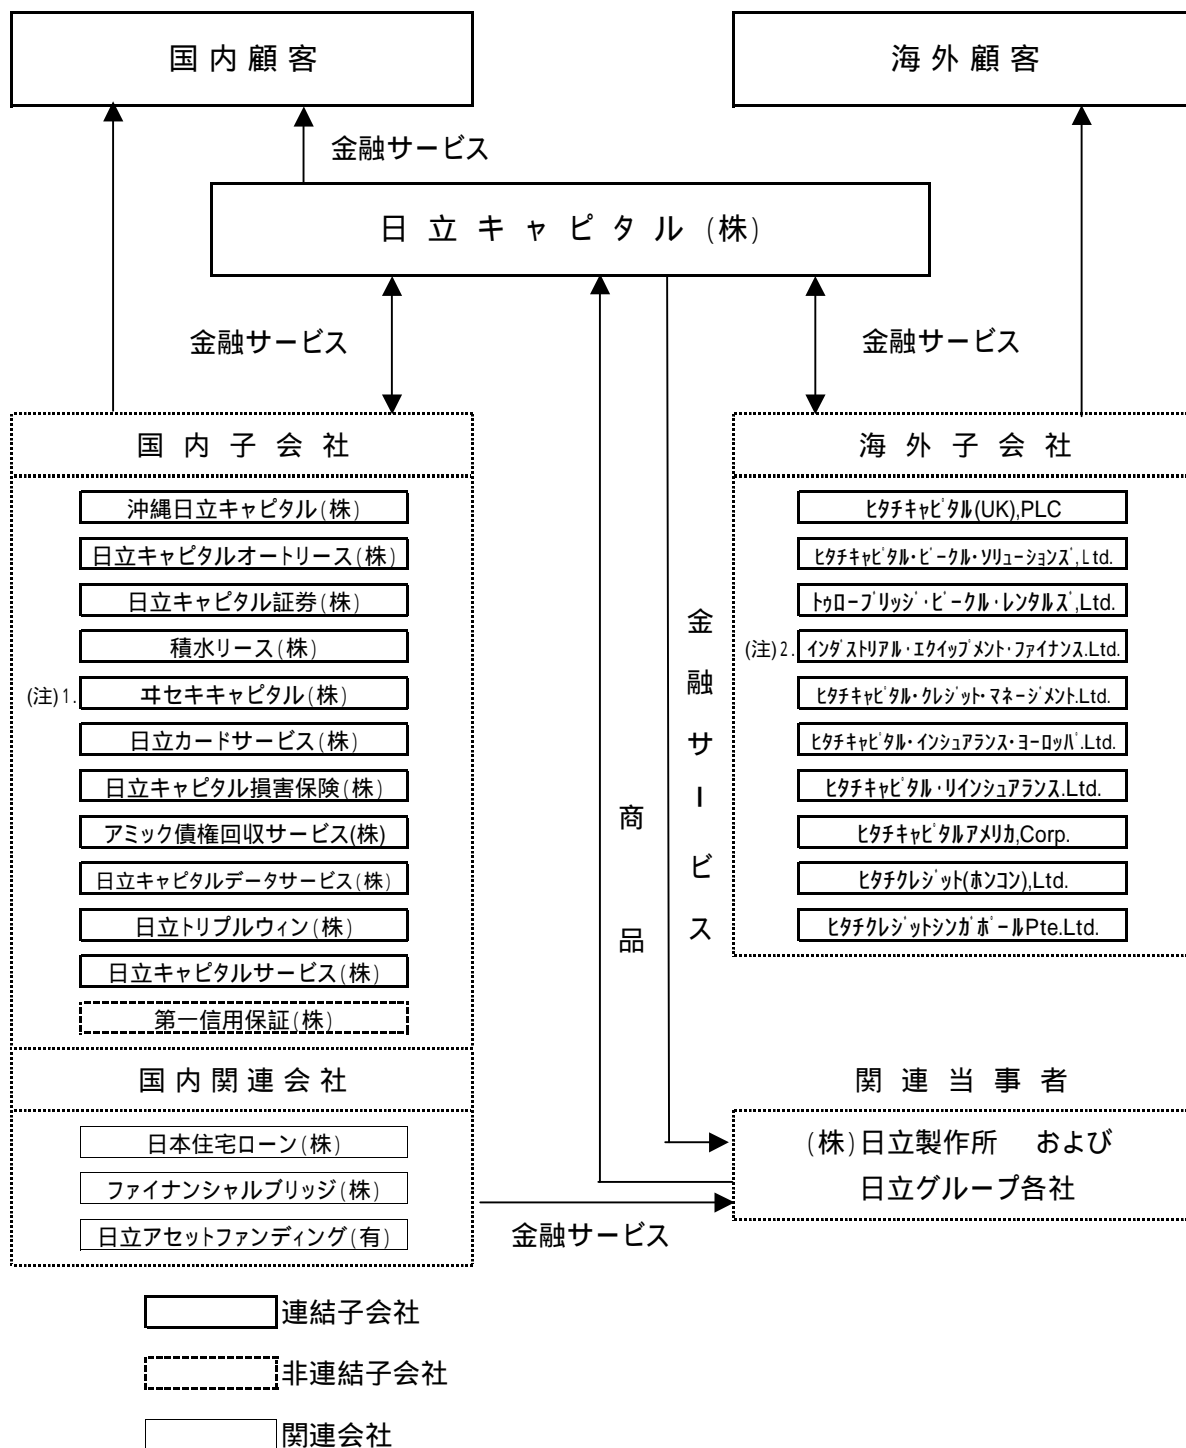 国内顧客
海外顧客
金融サービス
日立キャピタル(株)
金融サービス
金融サービス
国内子会社
沖縄日立キャピタル(株)
日立キャピタルオートリース(株)
日立キャピタル証券(株)
積水リース(株)
(注)1. ヰセキキャピタル(株)
日立カードサービス(株)
日立キャピタル損害保険(株)
アミック債権回収サービス(株)
日立キャピタルデータサービス(株)
日立トリプルウィン(株)
日立キャピタルサービス(株)
第一信用保証(株)
国内関連会社
日本住宅ローン(株)
ファイナンシャルブリッジ(株)
日立アセットファンディング(有)
商品
金融サービス
海外子会社
ﾋﾀﾁｷｬﾋﾟﾀﾙ(UK),PLC
ﾋﾀﾁｷｬﾋﾟﾀﾙ・ﾋﾞｰｸﾙ・ｿﾘｭｰｼｮﾝｽﾞ,Ltd.
ﾄｩﾛｰﾌﾞﾘｯｼﾞ・ﾋﾞｰｸﾙ・ﾚﾝﾀﾙｽﾞ,Ltd.
(注)2. ｲﾝﾀﾞｽﾄﾘｱﾙ・ｴｸｲｯﾌﾟﾒﾝﾄ・ﾌｧｲﾅﾝｽ.Ltd.
ﾋﾀﾁｷｬﾋﾟﾀﾙ・ｸﾚｼﾞｯﾄ・ﾏﾈｰｼﾞﾒﾝﾄ.Ltd.
ﾋﾀﾁｷｬﾋﾟﾀﾙ・ｲﾝｼｭｱﾗﾝｽ・ﾖｰﾛｯﾊﾟ.Ltd.
ﾋﾀﾁｷｬﾋﾟﾀﾙ・ﾘｲﾝｼｭｱﾗﾝｽ.Ltd.
ﾋﾀﾁｷｬﾋﾟﾀﾙｱﾒﾘｶ,Corp.
ﾋﾀﾁｸﾚｼﾞｯﾄ(ﾎﾝｺﾝ),Ltd.
ﾋﾀﾁｸﾚｼﾞｯﾄｼﾝｶﾞﾎﾟｰﾙPte.Ltd.
関連当事者
(株)日立製作所 および
日立グループ各社
金融サービス
連結子会社
非連結子会社
関連会社